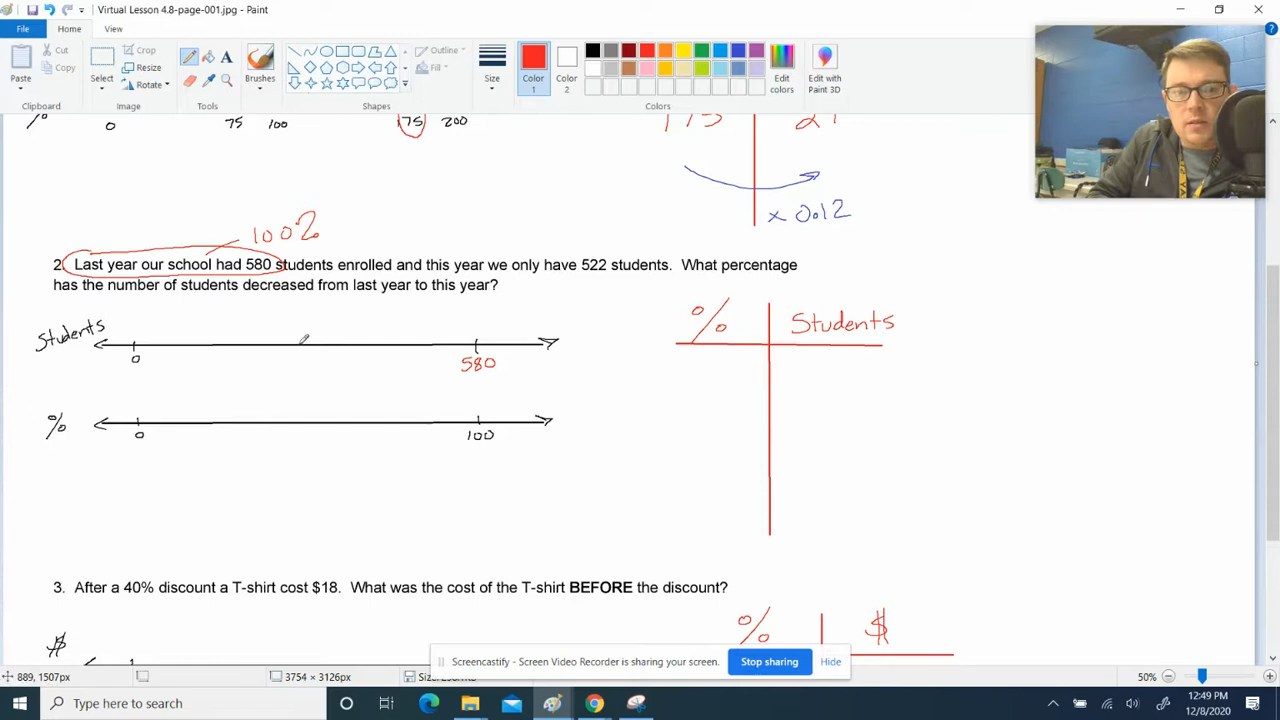 Virtual Lesson 4.8-page-001.jpg - Paint
File Home View
Paste Cut Copy Select Crop Resize Rotate A Brushes Outline Fill Size Color 1 Color 2 Edit colors Edit with Paint 3D
Clipboard Image Tools Shapes Colors
% 0 75 100 175 200
175 21
x 0.12
100%
2. Last year our school had 580 students enrolled and this year we only have 522 students. What percentage
has the number of students decreased from last year to this year?
% Students
Students
0 580
%
0 100
3. After a 40% discount a T-shirt cost $18. What was the cost of the T-shirt BEFORE the discount?
% $
$
Screencastify - Screen Video Recorder is sharing your screen. Stop sharing Hide
889, 1507px 3754 × 3126px 50%
Type here to search
12:49 PM
12/8/2020